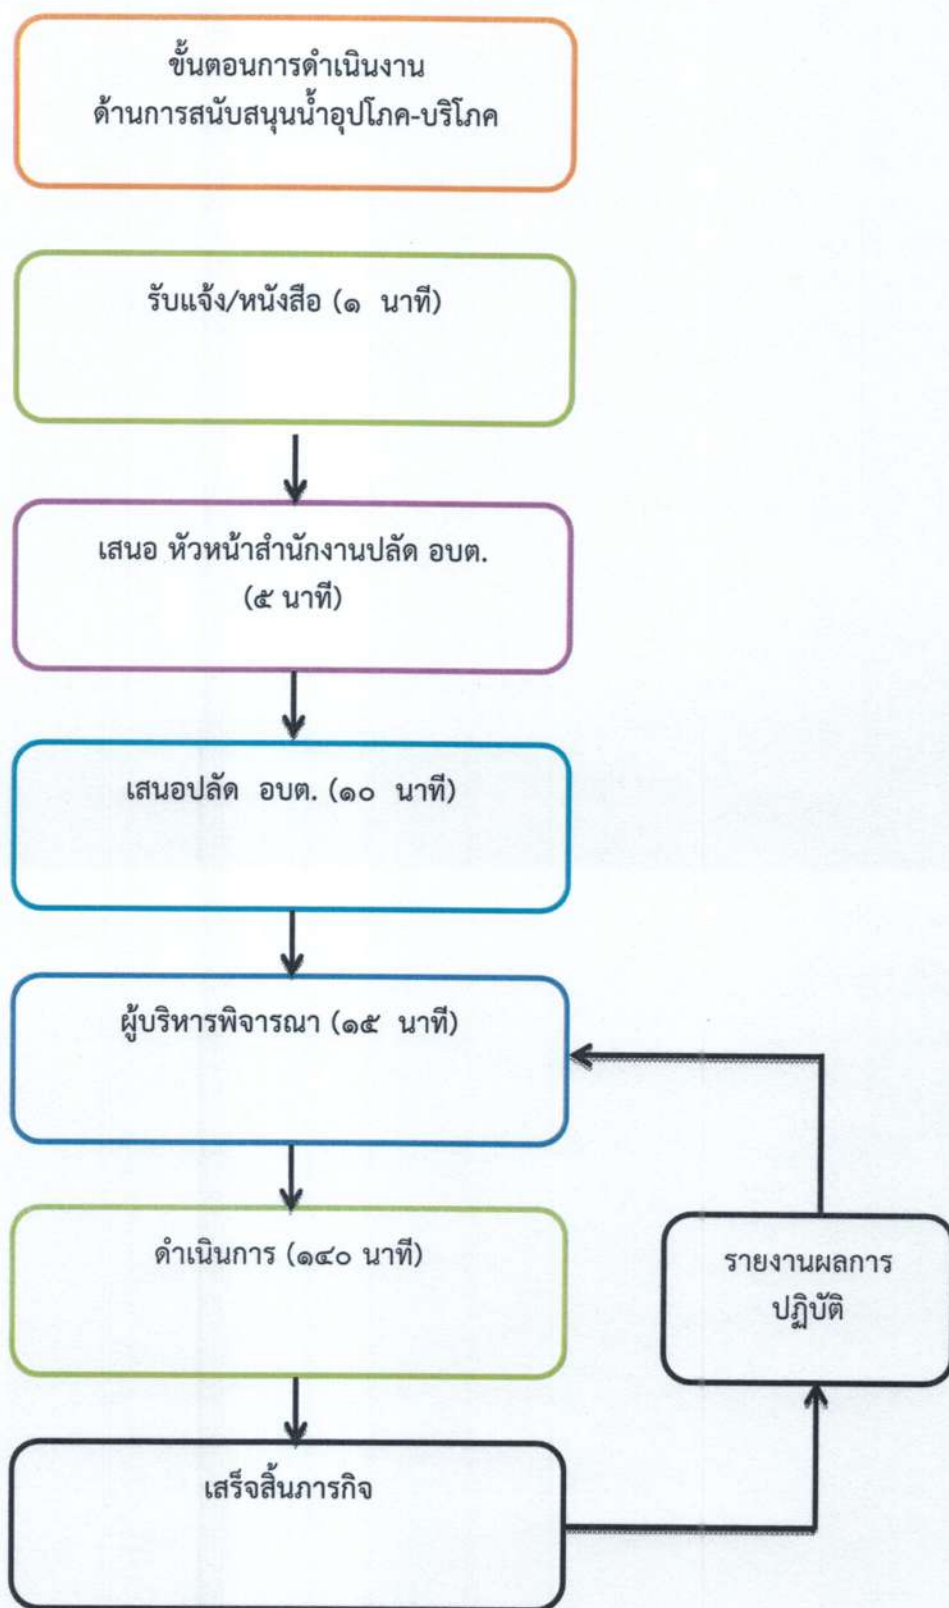 ขั้นตอนการดำเนินงาน
ด้านการสนับสนุนน้ำอุปโภค-บริโภค
รับแจ้ง/หนังสือ (๑ นาที)
เสนอ หัวหน้าสำนักงานปลัด อบต.
(๕ นาที)
เสนอปลัด อบต. (๑๐ นาที)
ผู้บริหารพิจารณา (๑๕ นาที)
ดำเนินการ (๑๔๐ นาที)
รายงานผลการ
ปฏิบัติ
เสร็จสิ้นภารกิจ